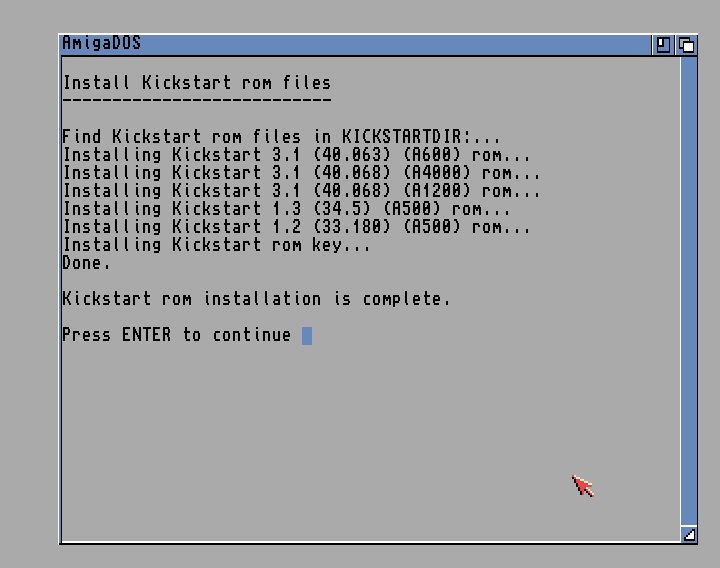 AmigaDOS
Install Kickstart rom files
---------------------------
Find Kickstart rom files in KICKSTARTDIR:...
Installing Kickstart 3.1 (40.063) (A600) rom...
Installing Kickstart 3.1 (40.068) (A4000) rom...
Installing Kickstart 3.1 (40.068) (A1200) rom...
Installing Kickstart 1.3 (34.5) (A500) rom...
Installing Kickstart 1.2 (33.180) (A500) rom...
Installing Kickstart rom key...
Done.
Kickstart rom installation is complete.
Press ENTER to continue